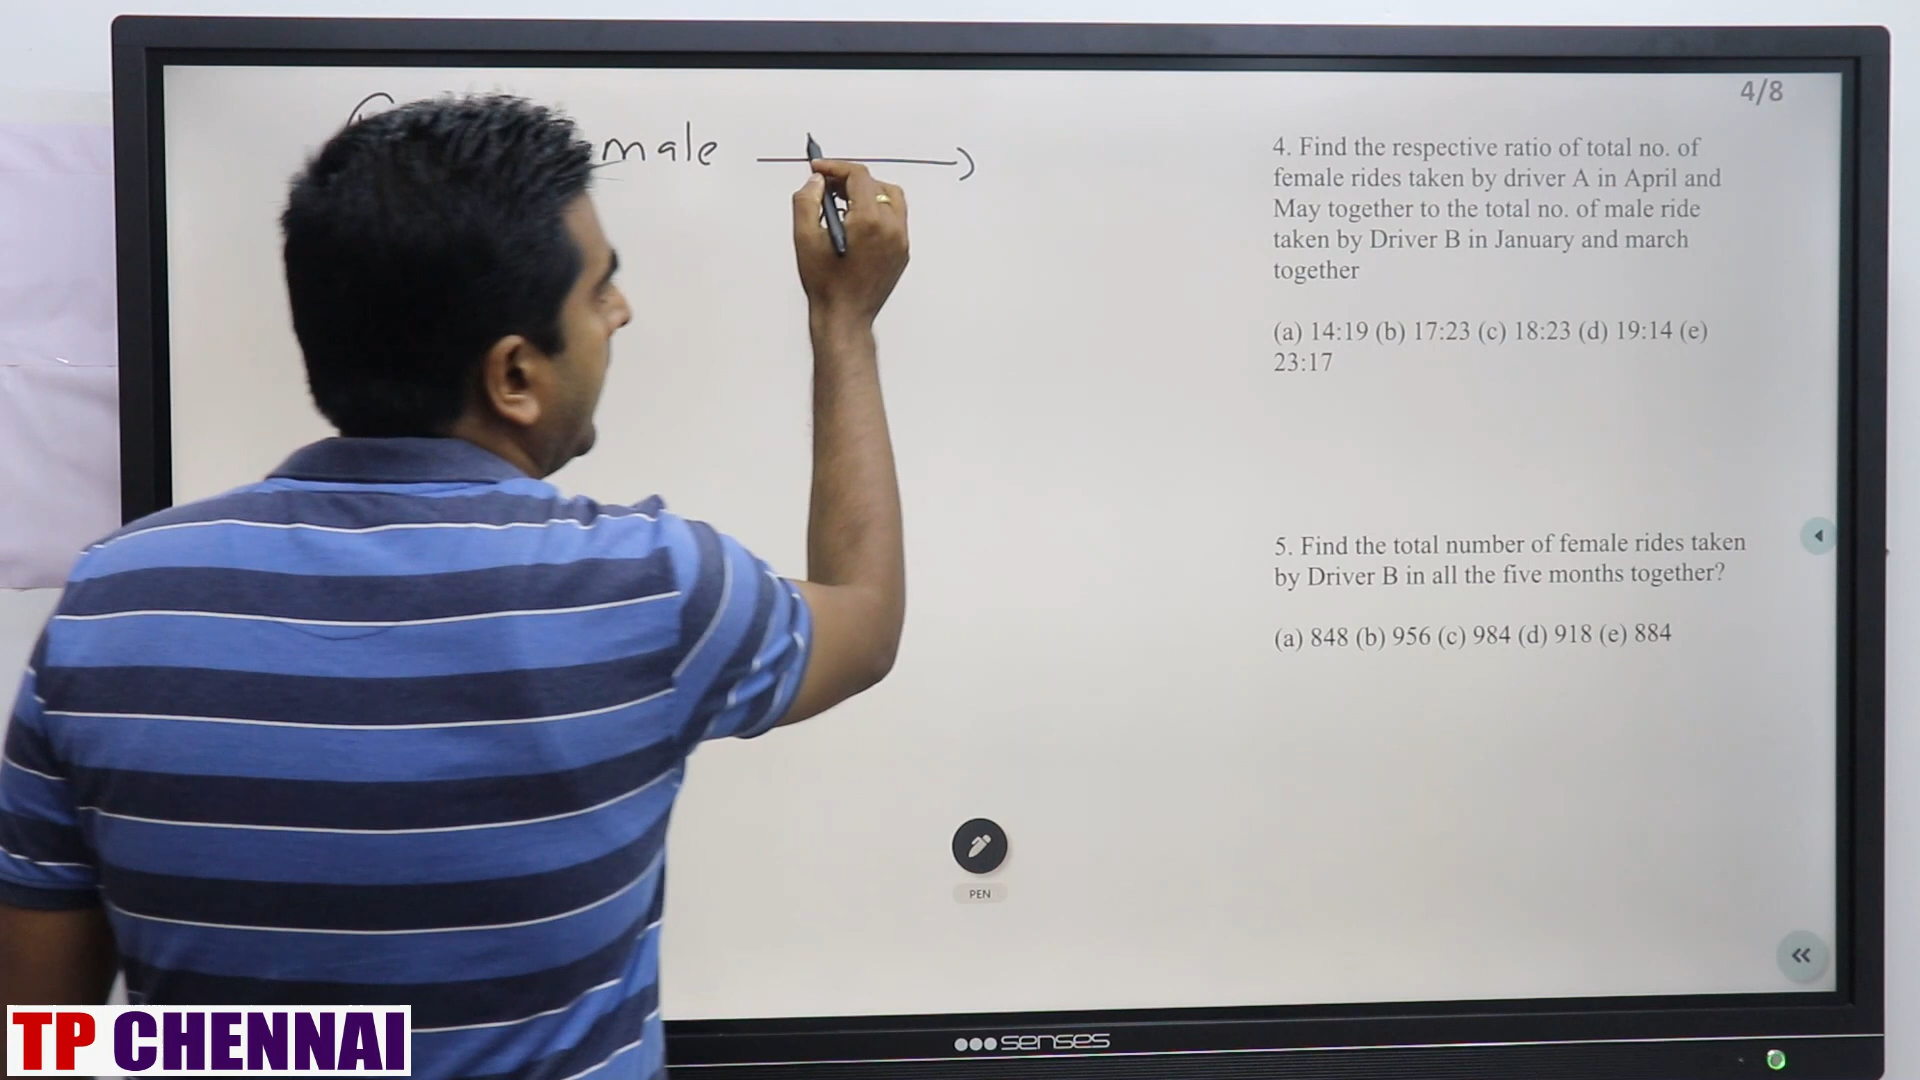 4/8
male
4. Find the respective ratio of total no. of
female rides taken by driver A in April and
May together to the total no. of male ride
taken by Driver B in January and march
together
(a) 14:19 (b) 17:23 (c) 18:23 (d) 19:14 (e)
23:17
5. Find the total number of female rides taken
by Driver B in all the five months together?
(a) 848 (b) 956 (c) 984 (d) 918 (e) 884
PEN
senses
TP CHENNAI